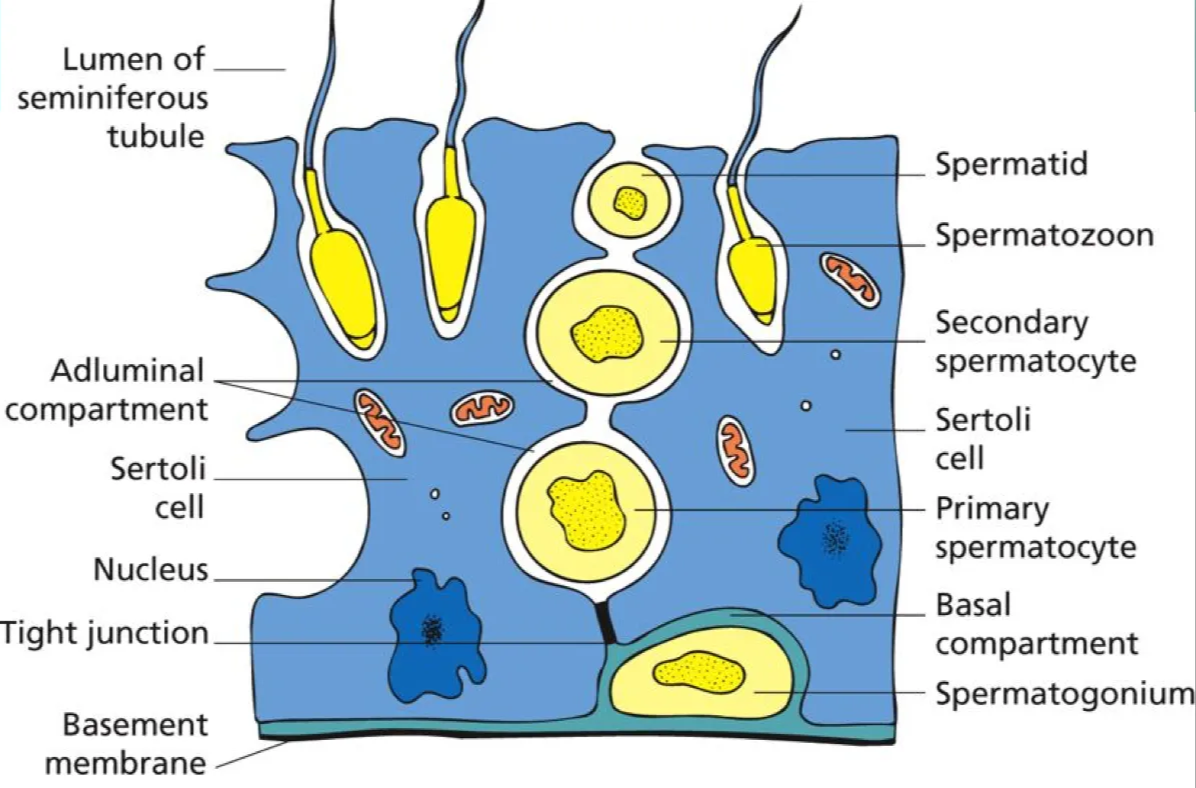 Lumen of
seminiferous
tubule
Adluminal
compartment
Sertoli
cell
Nucleus
Tight junction
Basement
membrane
Spermatid
Spermatozoon
Secondary
spermatocyte
Sertoli
cell
Primary
spermatocyte
Basal
compartment
Spermatogonium